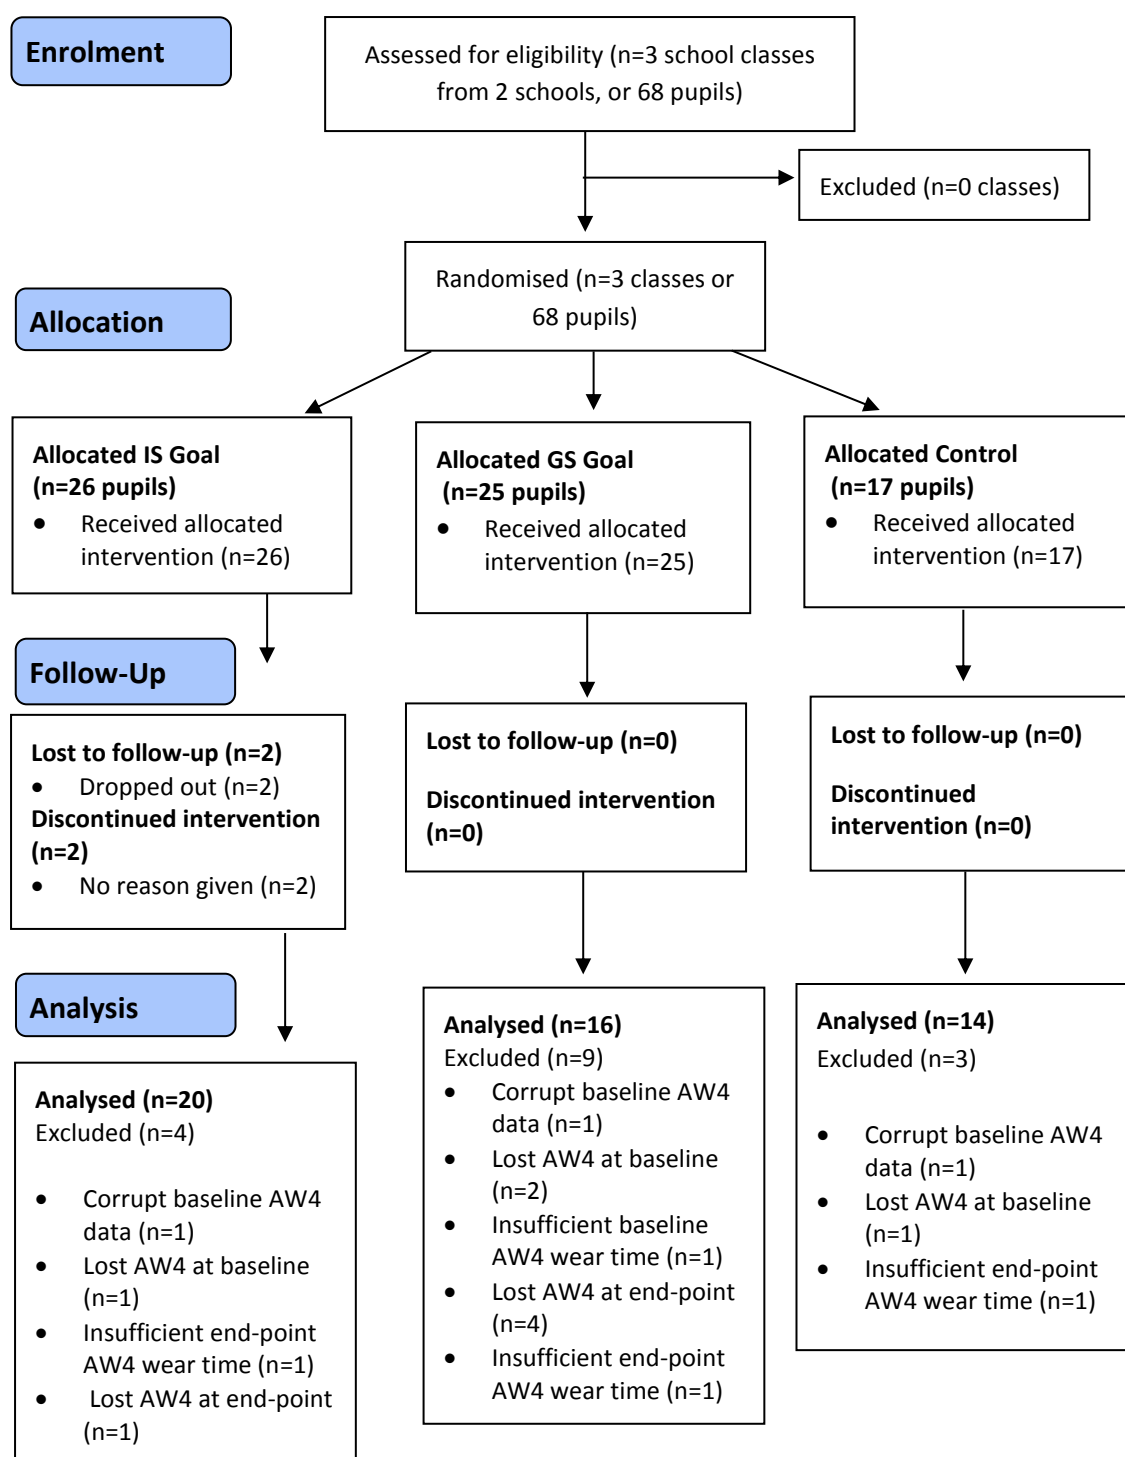 Enrolment
Assessed for eligibility (n=3 school classes
from 2 schools, or 68 pupils)
Excluded (n=0 classes)
Randomised (n=3 classes or
68 pupils)
Allocation
Allocated IS Goal
(n=26 pupils)
• Received allocated
intervention (n=26)
Allocated GS Goal
(n=25 pupils)
• Received allocated
intervention (n=25)
Allocated Control
(n=17 pupils)
• Received allocated
intervention (n=17)
Follow-Up
Lost to follow-up (n=2)
• Dropped out (n=2)
Discontinued intervention
(n=2)
• No reason given (n=2)
Lost to follow-up (n=0)
Discontinued intervention
(n=0)
Lost to follow-up (n=0)
Discontinued
intervention (n=0)
Analysis
Analysed (n=20)
Excluded (n=4)
• Corrupt baseline AW4
data (n=1)
• Lost AW4 at baseline
(n=1)
• Insufficient end-point
AW4 wear time (n=1)
• Lost AW4 at end-point
(n=1)
Analysed (n=16)
Excluded (n=9)
• Corrupt baseline AW4
data (n=1)
• Lost AW4 at baseline
(n=2)
• Insufficient baseline
AW4 wear time (n=1)
• Lost AW4 at end-point
(n=4)
• Insufficient end-point
AW4 wear time (n=1)
Analysed (n=14)
Excluded (n=3)
• Corrupt baseline AW4
data (n=1)
• Lost AW4 at baseline
(n=1)
• Insufficient end-point
AW4 wear time (n=1)